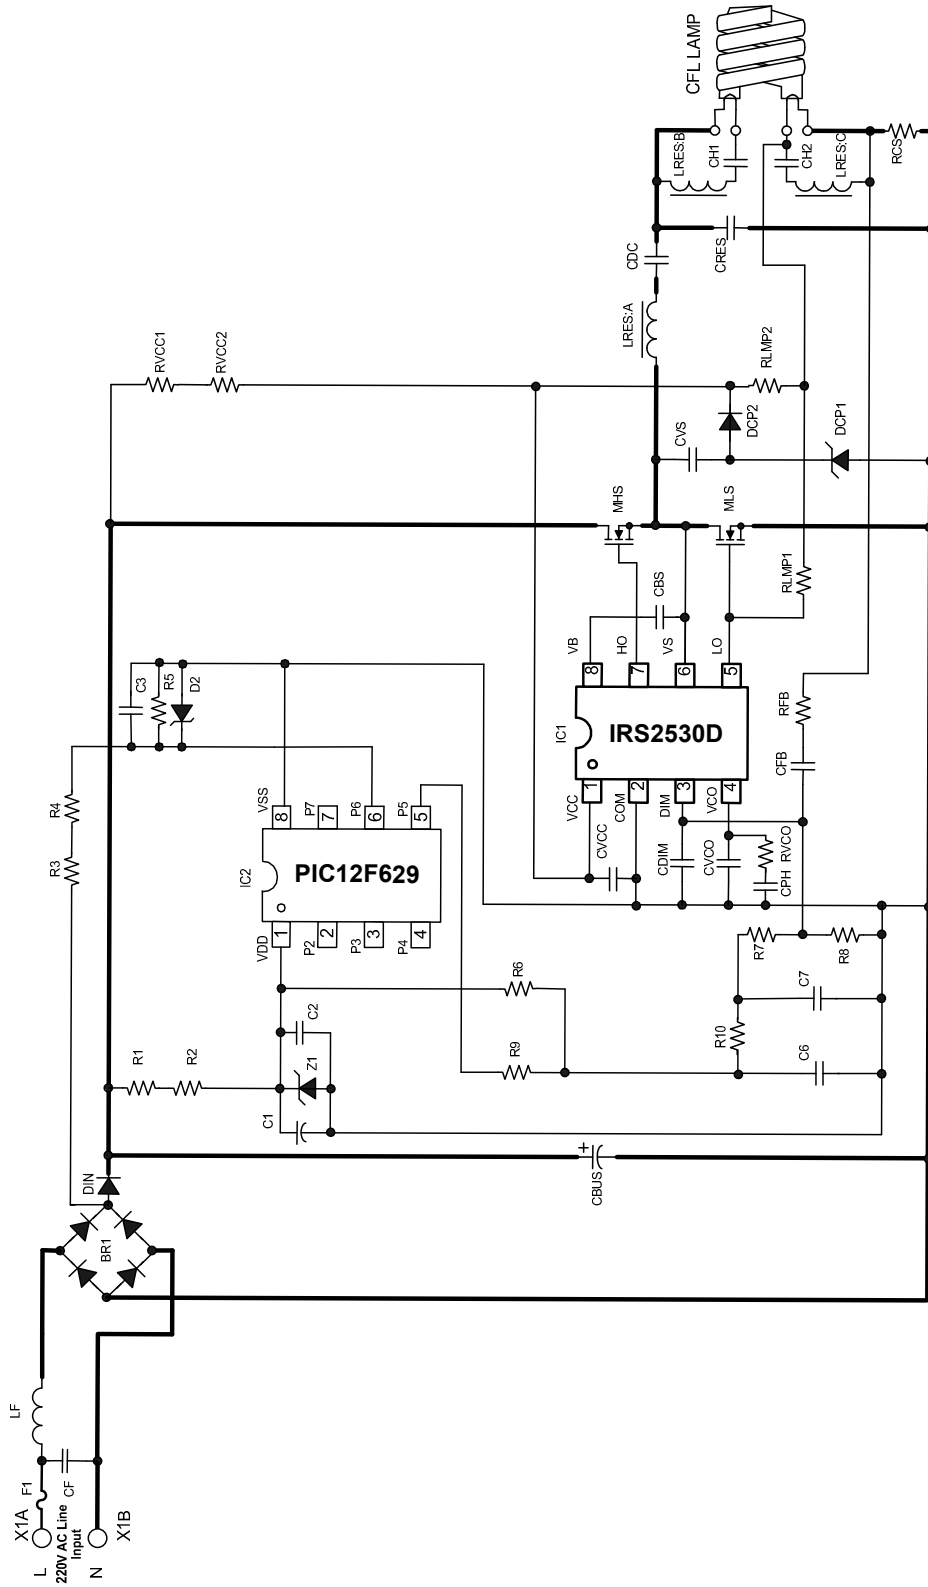 L
X1A
220V AC Line
Input
N
X1B
F1
CF
LF
BR1
DIN
CBUS
+
R1
R2
C1
Z1
C2
R3
R4
C3
R5
D2
IC2
PIC12F629
VDD
1
P2
2
P3
3
P4
4
VSS
8
P7
7
P6
6
P5
5
R9
R6
R10
C6
C7
R7
R8
CPH
RVCO
CVCO
CDIM
CVCC
CFB
RFB
IC1
IRS2530D
VCC
1
COM
2
DIM
3
VCO
4
VB
8
HO
7
VS
6
LO
5
CBS
MHS
MLS
RLMP1
RVCC1
RVCC2
CVS
DCP2
DCP1
RLMP2
LRES:A
CDC
CRES
LRES:B
CH1
CH2
LRES:C
RCS
CFL LAMP